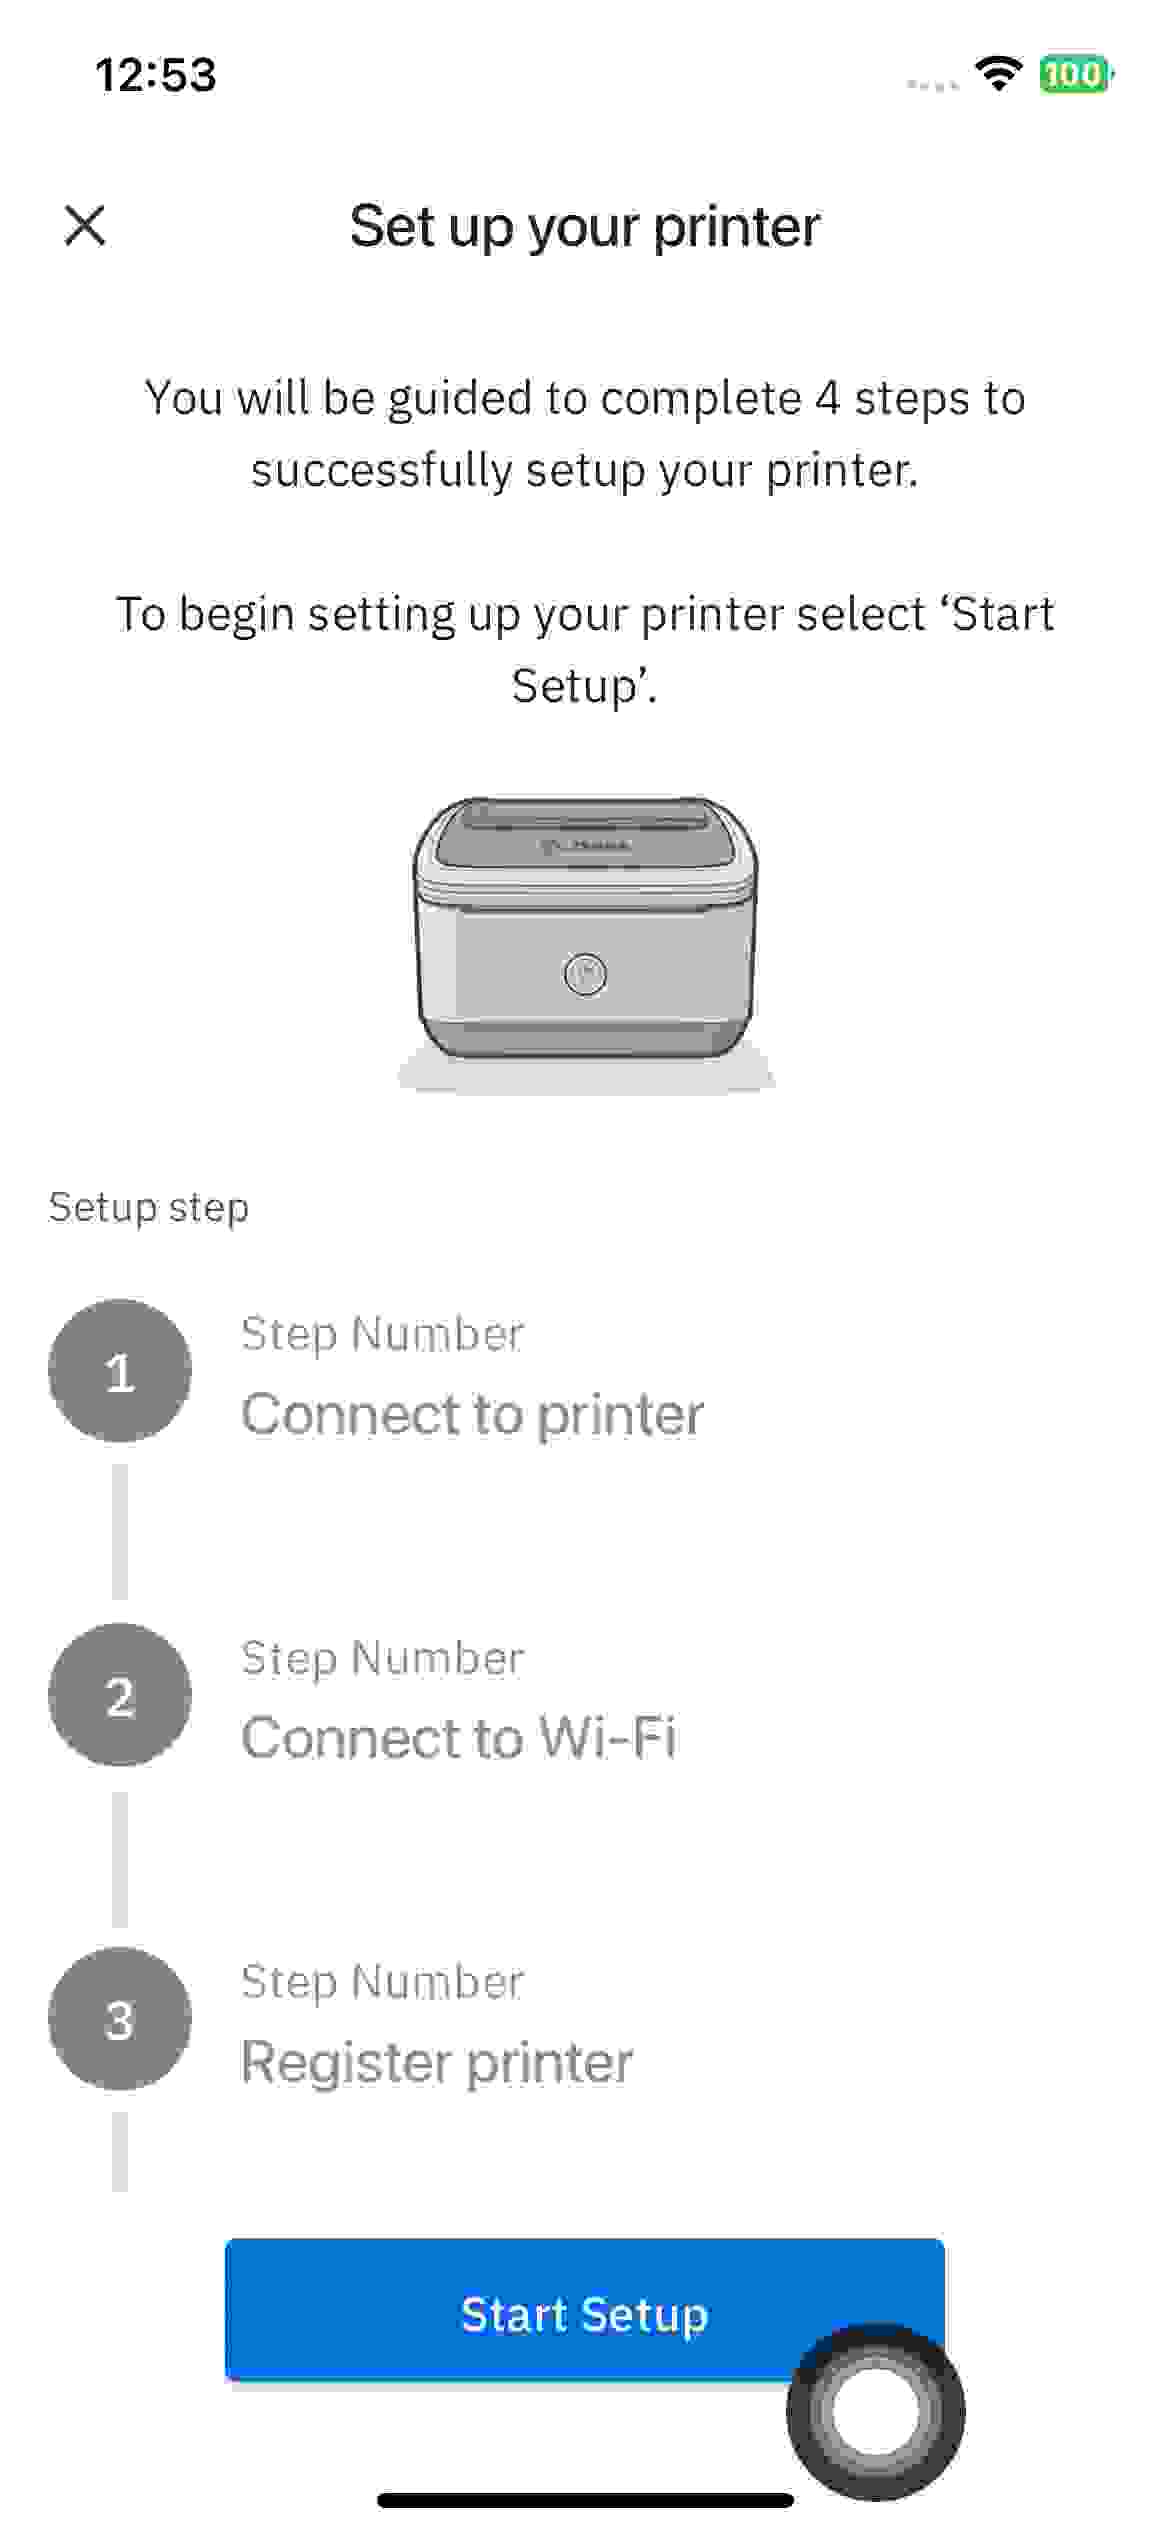 12:53
100
Set up your printer
You will be guided to complete 4 steps to
successfully setup your printer.
To begin setting up your printer select ‘Start
Setup’.
Setup step
1
Step Number
Connect to printer
2
Step Number
Connect to Wi-Fi
3
Step Number
Register printer
Start Setup